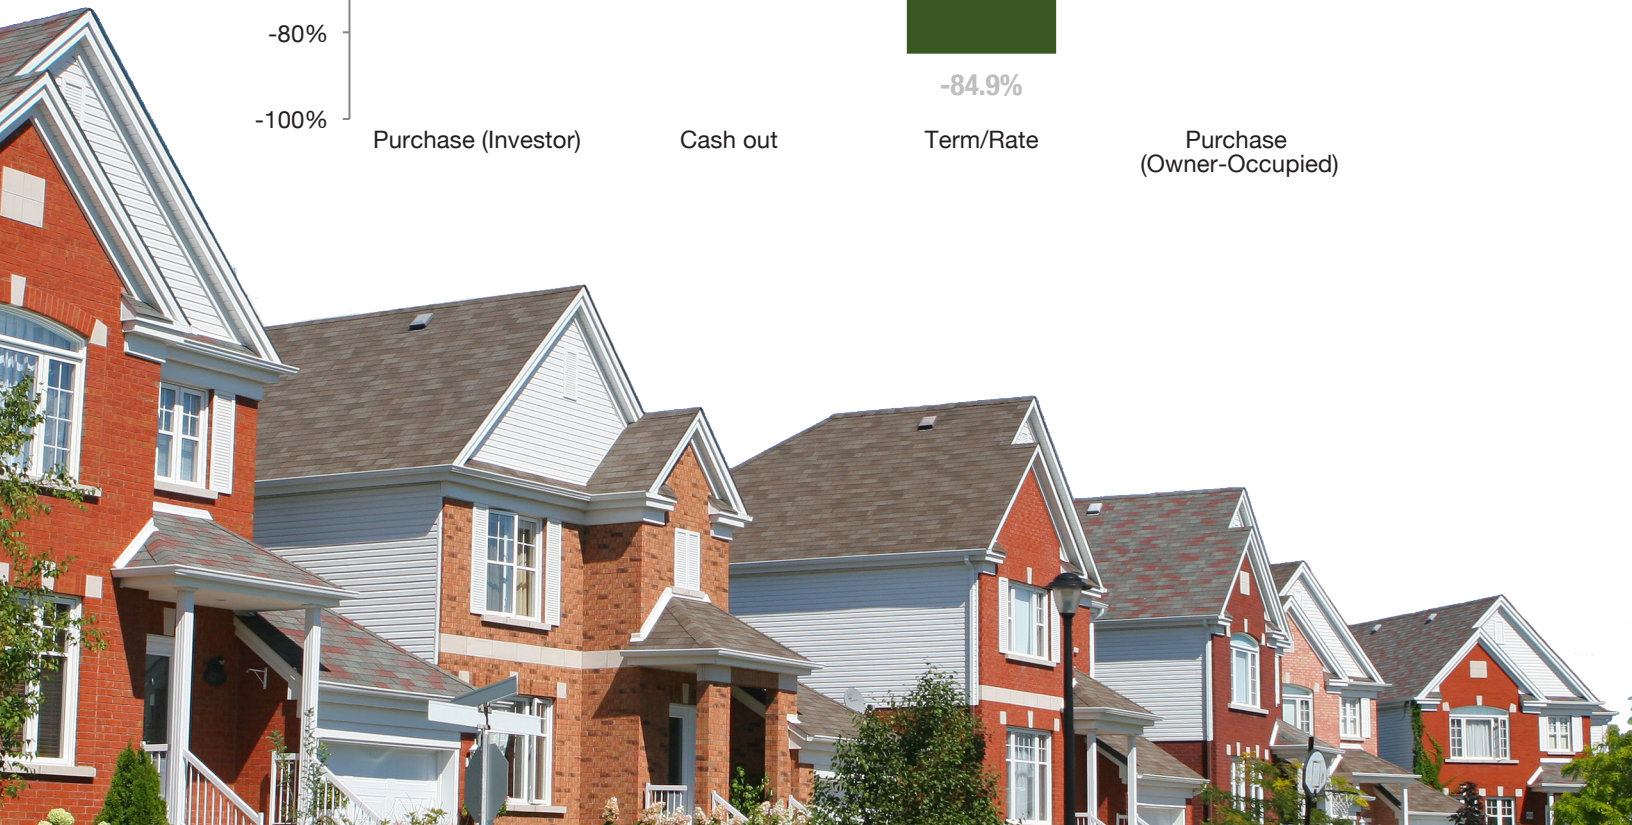 -80%
-84.9%
-100%
Purchase (Investor)
Cash out
Term/Rate
Purchase
(Owner-Occupied)